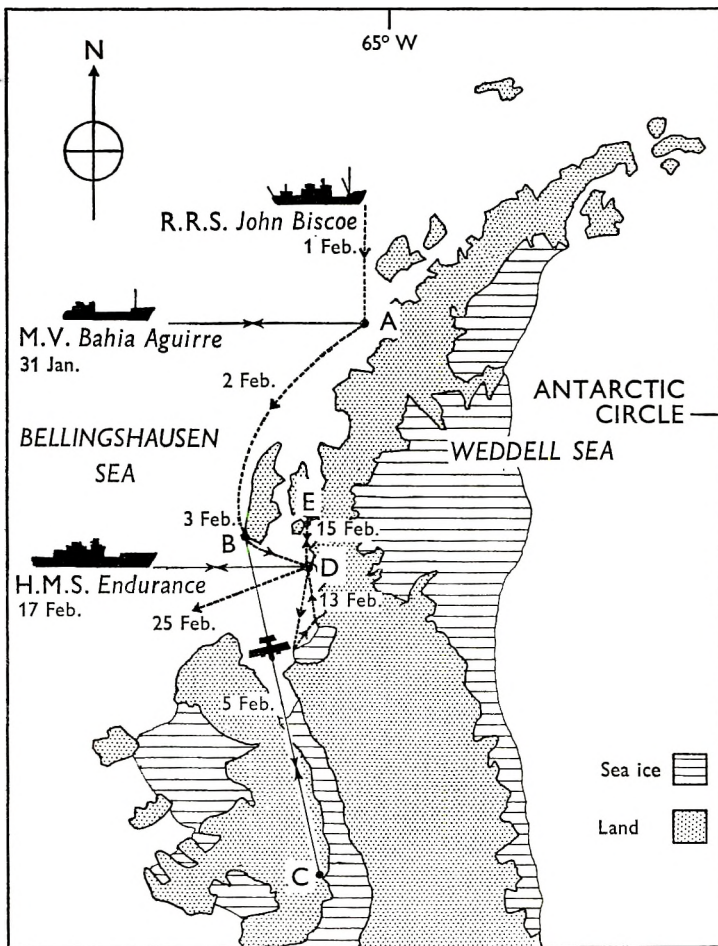 65° W
N
R.R.S. John Biscoe
1 Feb.
A
M.V. Bahia Aguirre
31 Jan.
2 Feb.
ANTARCTIC
CIRCLE
BELLINGSHAUSEN
SEA
WEDDELL SEA
E
3 Feb.
15 Feb.
B
D
H.M.S. Endurance
17 Feb.
13 Feb.
25 Feb.
5 Feb.
Sea ice
Land
C